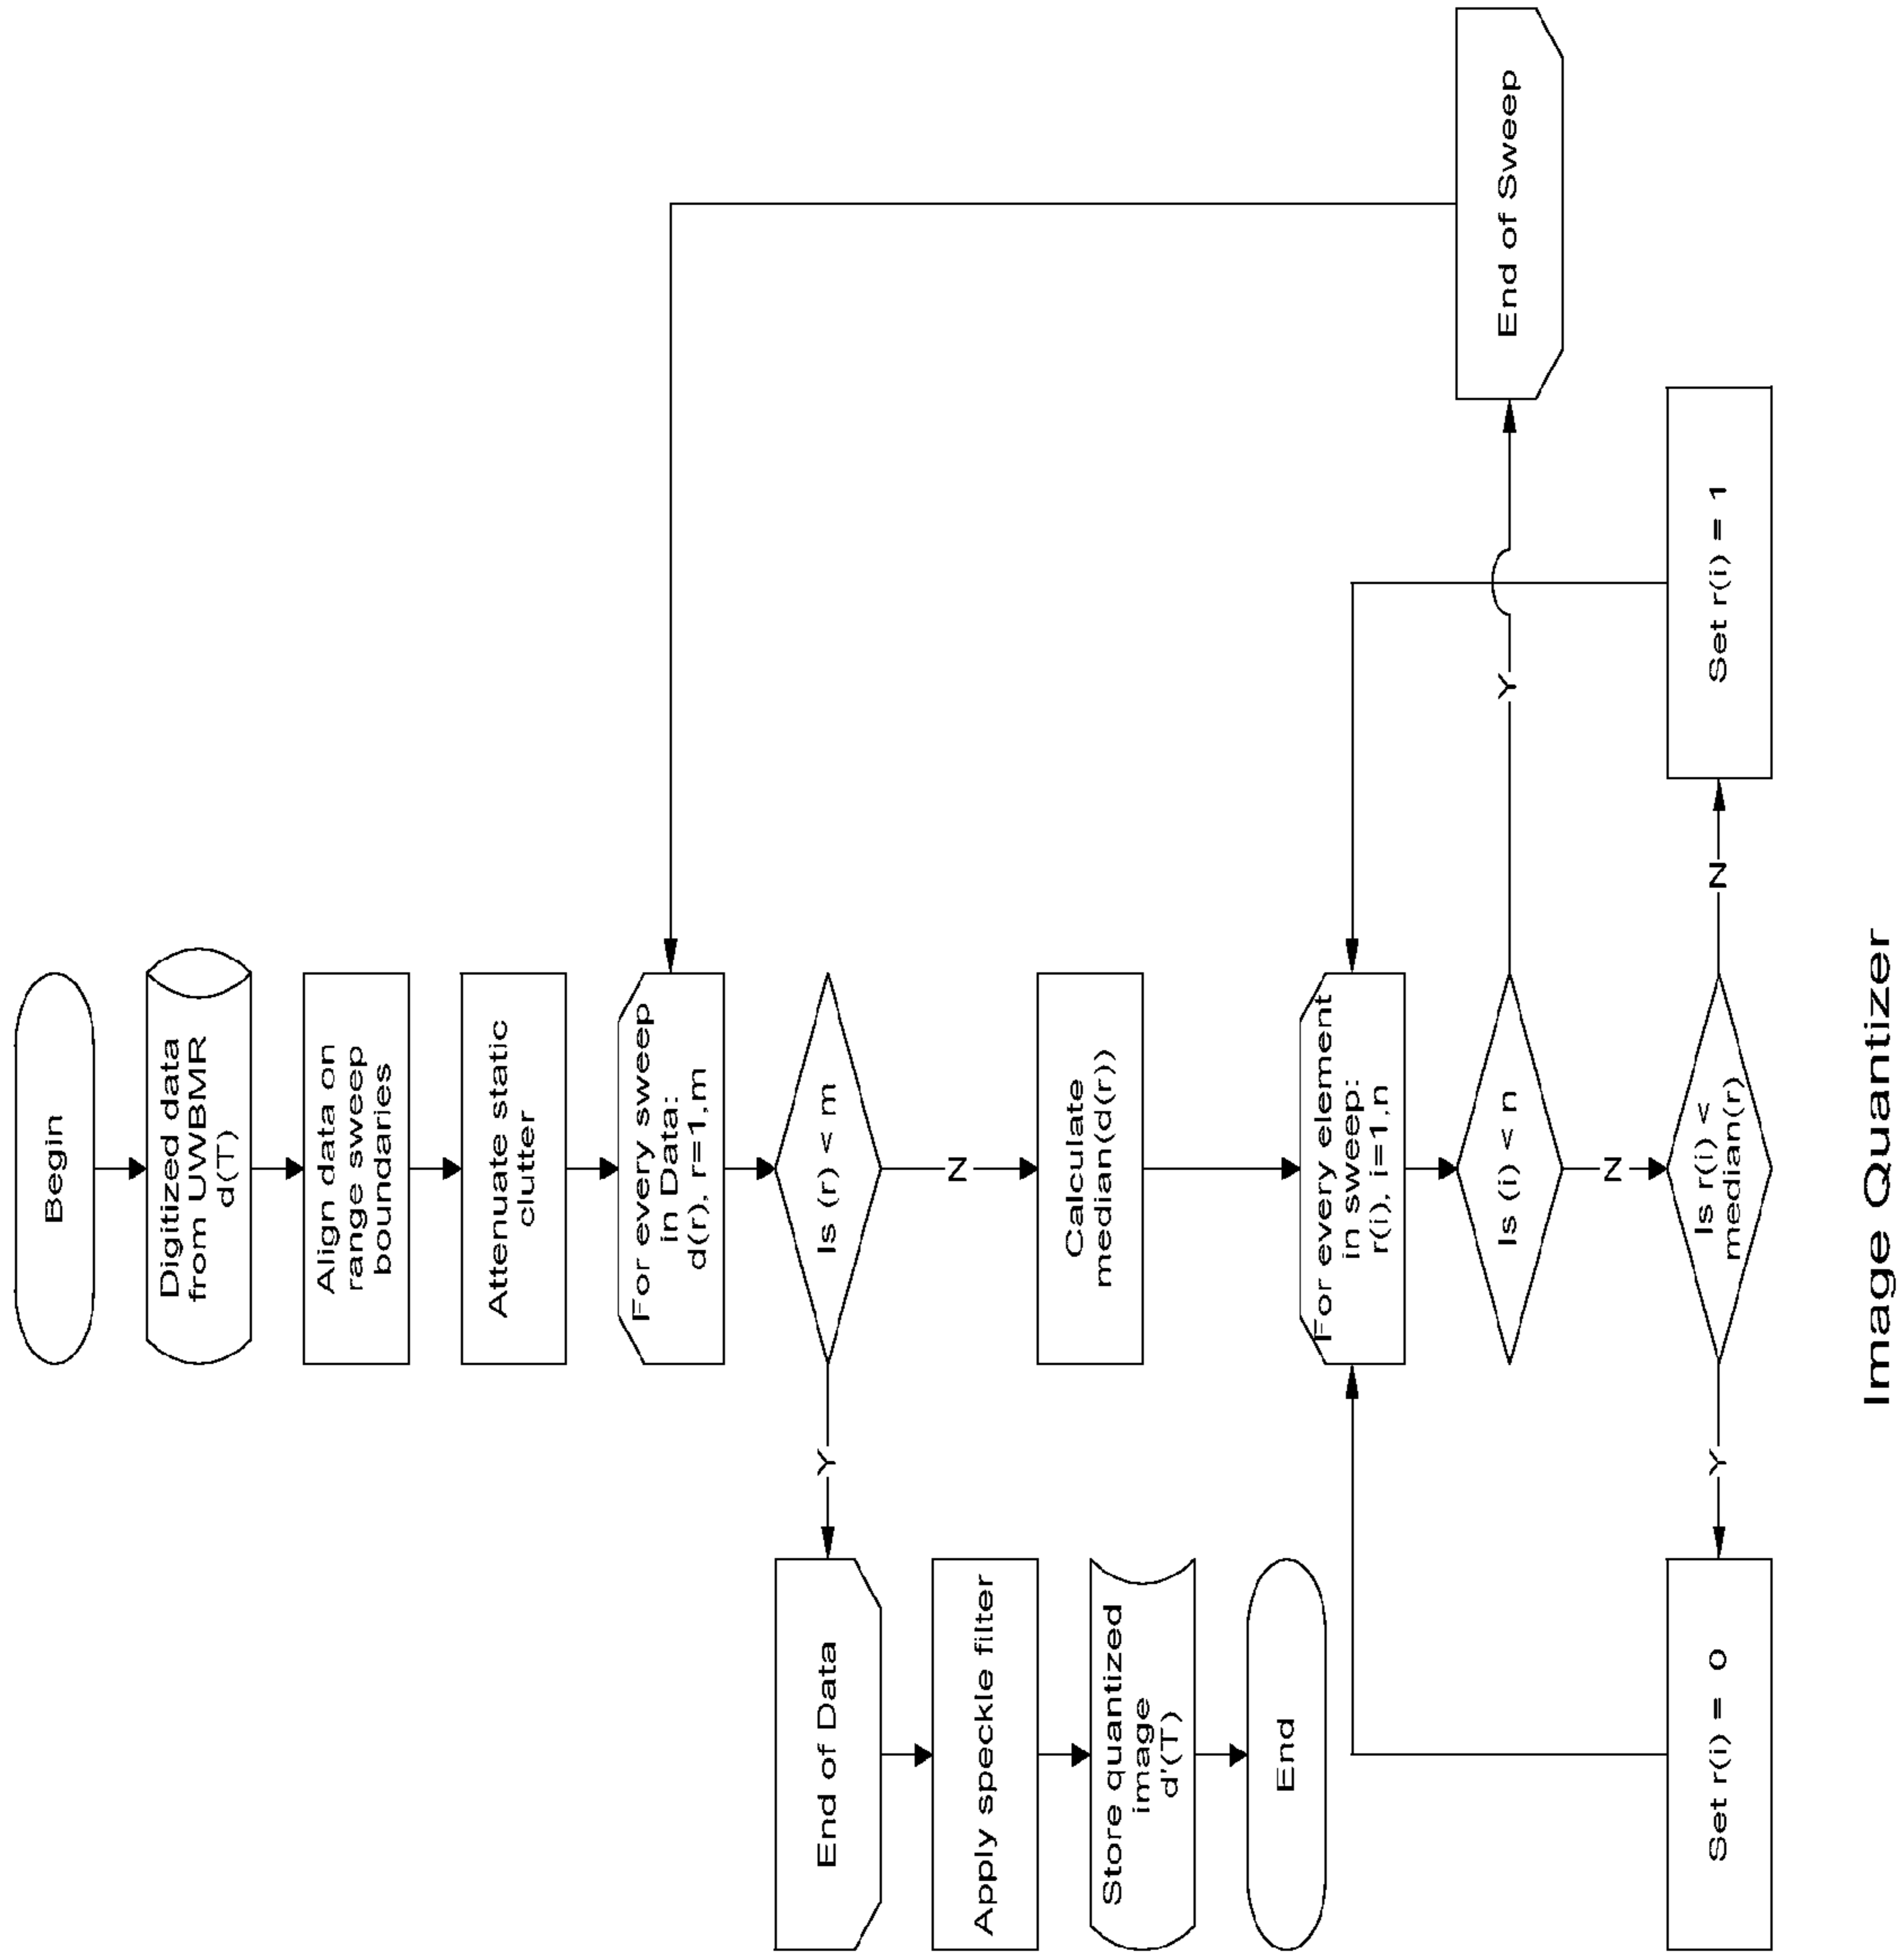 Begin
Digitized data
from UWBMR
d(T)
Align data on
range sweep
boundaries
Attenuate static
clutter
For every sweep
in Data:
d(r), r=1,m
Is (r) < m
Y
N
End of Data
Apply speckle filter
Store quantized
image
d'(T)
End
Calculate
median(d(r))
For every element
in sweep:
r(i), i=1,n
Is (i) < n
Y
N
End of Sweep
Is r(i) <
median(r)
Y
N
Set r(i) = 0
Set r(i) = 1
Image Quantizer